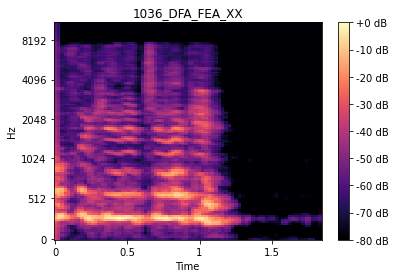 1036_DFA_FEA_XX
Hz
8192
4096
2048
1024
512
0
0
0.5
1
1.5
Time
+0 dB
-10 dB
-20 dB
-30 dB
-40 dB
-50 dB
-60 dB
-70 dB
-80 dB